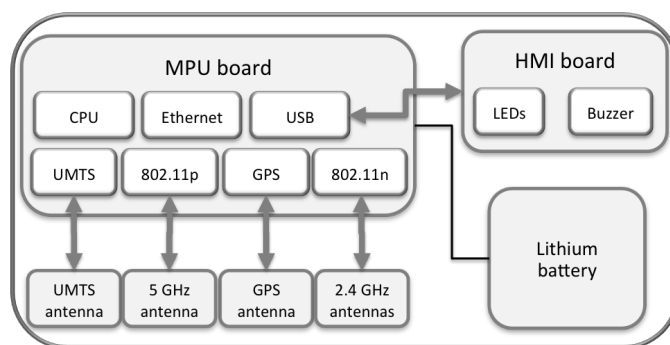 MPU board
CPU
Ethernet
USB
UMTS
802.11p
GPS
802.11n
HMI board
LEDs
Buzzer
Lithium
battery
UMTS
antenna
5 GHz
antenna
GPS
antenna
2.4 GHz
antennas